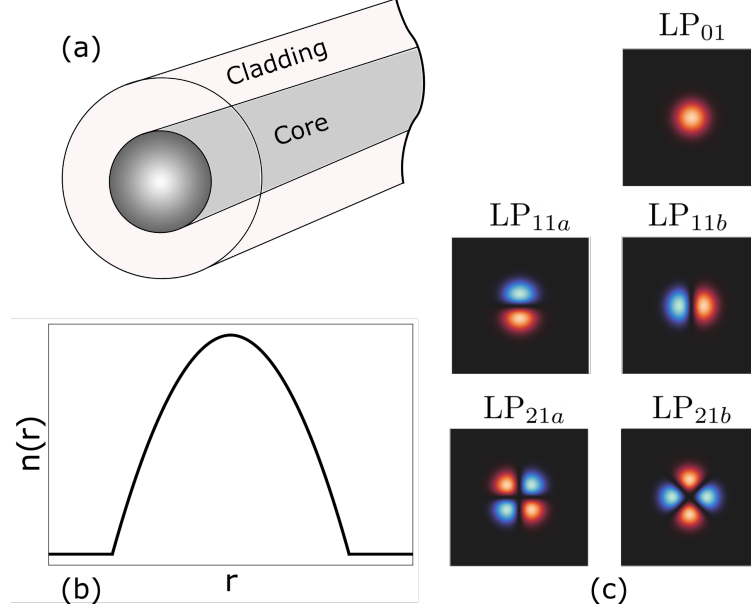 (a)
Cladding
Core
n(r)
r
(b)
LP01
LP11a
LP11b
LP21a
LP21b
(c)